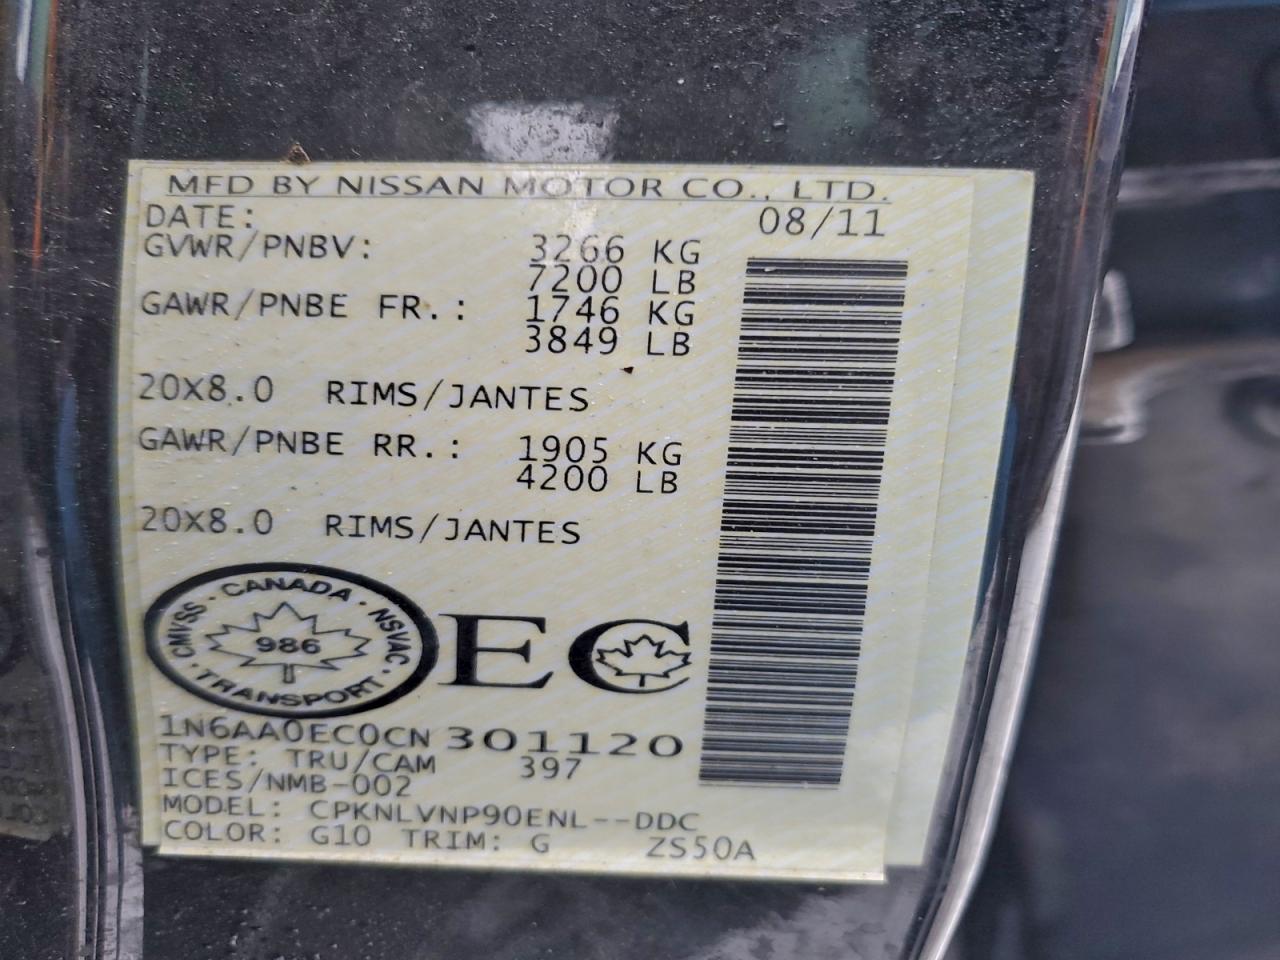 MFD BY NISSAN MOTOR CO., LTD.
DATE: 08/11
GVWR/PNBV: 3266 KG
7200 LB
GAWR/PNBE FR.: 1746 KG
3849 LB
20X8.0 RIMS/JANTES
GAWR/PNBE RR.: 1905 KG
4200 LB
20X8.0 RIMS/JANTES
CANADA · NSVAC · TRANSPORT · CMVSS ·
986
EC
1N6AA0EC0CN301120
TYPE: TRU/CAM 397
ICES/NMB-002
MODEL: CPKNLVNP90ENL--DDC
COLOR: G10 TRIM: G ZS50A